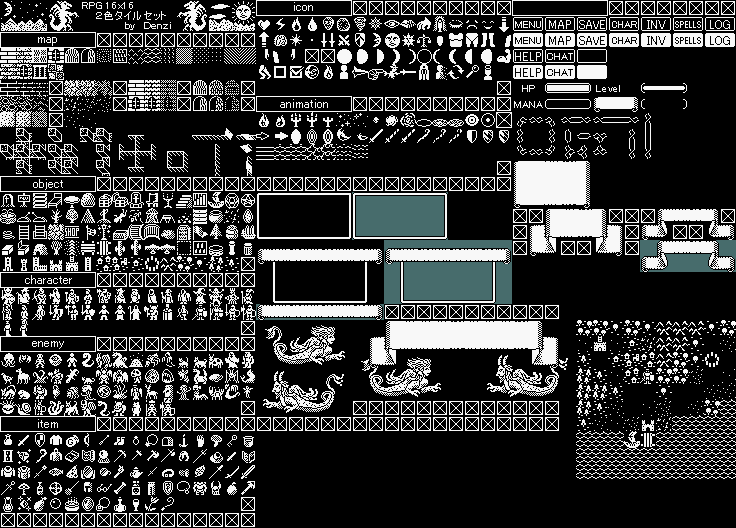 RPG16x16
2色タイルセット
by Denzi
map
object
character
enemy
item
icon
animation
MENU MAP SAVE CHAR INV SPELLS LOG
MENU MAP SAVE CHAR INV SPELLS LOG
HELP CHAT
HELP CHAT
HP Level
MANA